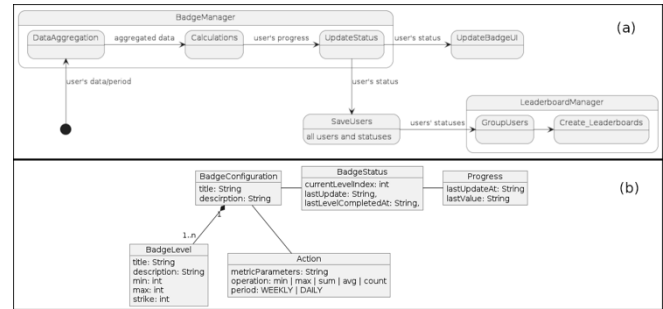 BadgeManager
(a)
DataAggregation
aggregated data
Calculations
user's progress
UpdateStatus
user's status
UpdateBadgeUI
user's data/period
user's status
SaveUsers
all users and statuses
users' statuses
LeaderboardManager
GroupUsers
Create_Leaderboards
(b)
BadgeConfiguration
title: String
descirption: String
BadgeStatus
currentLevelIndex: int
lastUpdate: String,
lastLevelCompletedAt: String,
Progress
lastUpdateAt: String
lastValue: String
1
1..n
BadgeLevel
title: String
description: String
min: int
max: int
strike: int
Action
metricParameters: String
operation: min | max | sum | avg | count
period: WEEKLY | DAILY